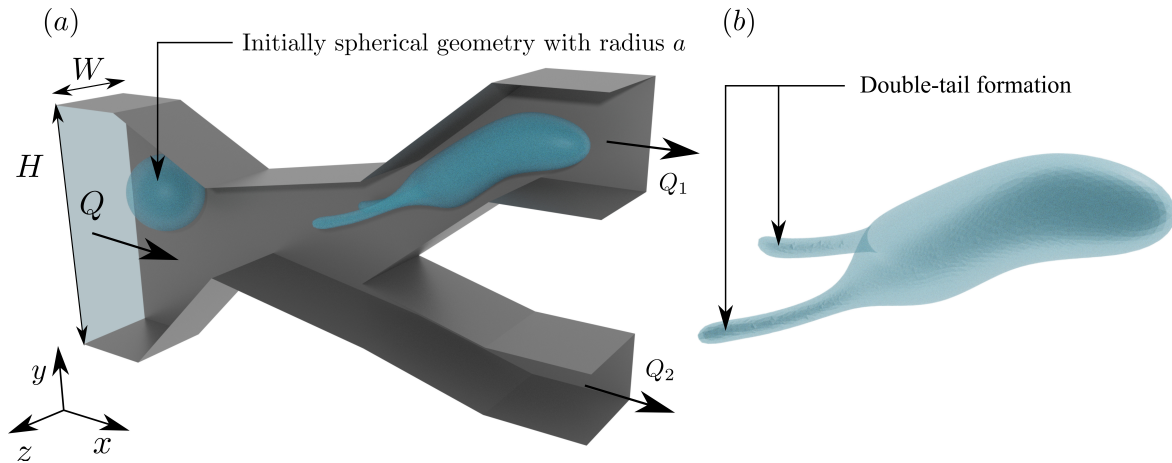 (a)
Initially spherical geometry with radius a
W
H
Q
Q₁
Q₂
y
z
x
(b)
Double-tail formation